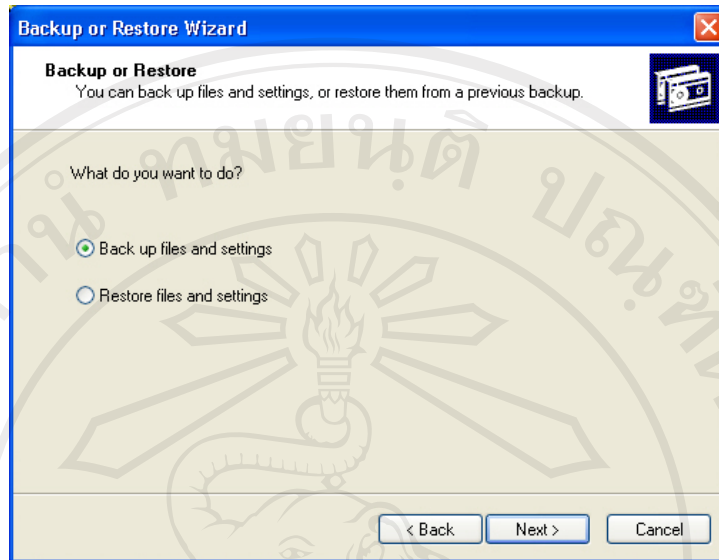 Backup or Restore Wizard
Backup or Restore
You can back up files and settings, or restore them from a previous backup.
What do you want to do?
Back up files and settings
Restore files and settings
< Back
Next >
Cancel